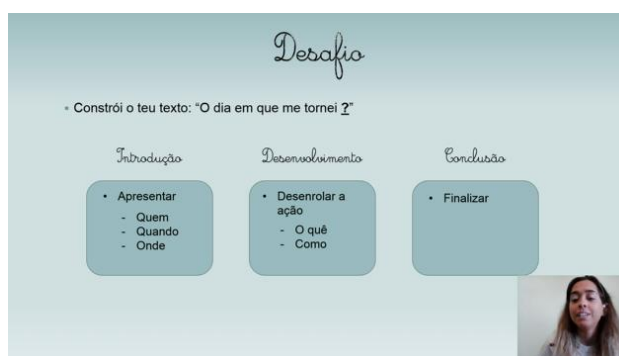 Desafio
• Constrói o teu texto: “O dia em que me tornei ?”
Introdução
• Apresentar
- Quem
- Quando
- Onde
Desenvolvimento
• Desenrolar a
ação
- O quê
- Como
Conclusão
• Finalizar